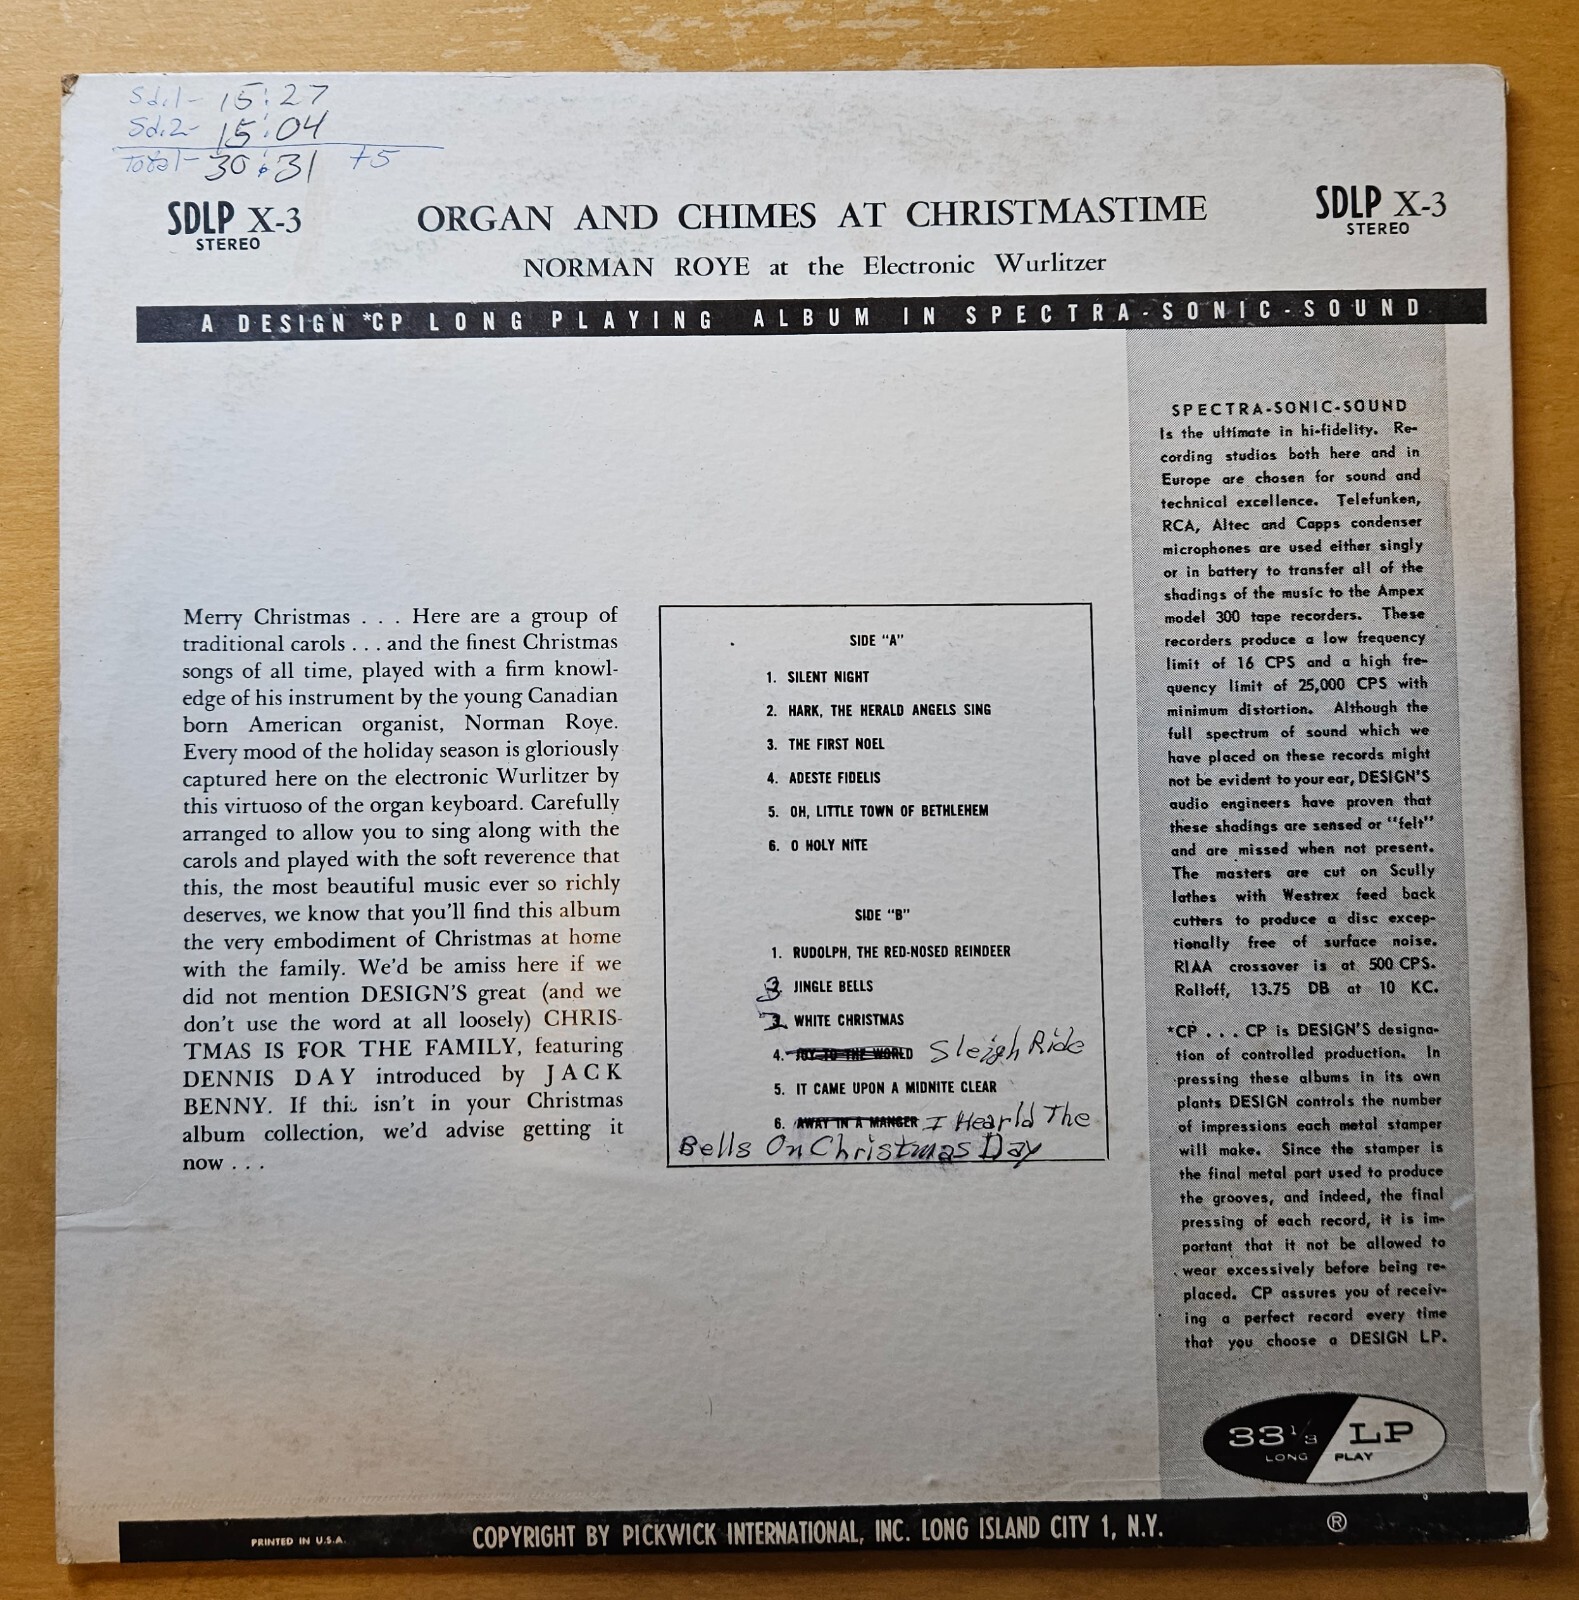 Sd.1- 15:27
Sd.2- 15:04
Total- 30:31 +5
SDLP X-3
STEREO
ORGAN AND CHIMES AT CHRISTMASTIME
NORMAN ROYE at the Electronic Wurlitzer
SDLP X-3
STEREO
A DESIGN *CP LONG PLAYING ALBUM IN SPECTRA-SONIC-SOUND
Merry Christmas . . . Here are a group of
traditional carols . . . and the finest Christmas
songs of all time, played with a firm knowl-
edge of his instrument by the young Canadian
born American organist, Norman Roye.
Every mood of the holiday season is gloriously
captured here on the electronic Wurlitzer by
this virtuoso of the organ keyboard. Carefully
arranged to allow you to sing along with the
carols and played with the soft reverence that
this, the most beautiful music ever so richly
deserves, we know that you'll find this album
the very embodiment of Christmas at home
with the family. We'd be amiss here if we
did not mention DESIGN'S great (and we
don't use the word at all loosely) CHRIS-
TMAS IS FOR THE FAMILY, featuring
DENNIS DAY introduced by JACK
BENNY. If this isn't in your Christmas
album collection, we'd advise getting it
now . . .
SIDE "A"
1. SILENT NIGHT
2. HARK, THE HERALD ANGELS SING
3. THE FIRST NOEL
4. ADESTE FIDELIS
5. OH, LITTLE TOWN OF BETHLEHEM
6. O HOLY NITE
SIDE "B"
1. RUDOLPH, THE RED-NOSED REINDEER
3 JINGLE BELLS
2 WHITE CHRISTMAS
4. JOY TO THE WORLD Sleigh Ride
5. IT CAME UPON A MIDNITE CLEAR
6. AWAY IN A MANGER I Hearld The
Bells On Christmas Day
SPECTRA-SONIC-SOUND
Is the ultimate in hi-fidelity. Re-
cording studios both here and in
Europe are chosen for sound and
technical excellence. Telefunken,
RCA, Altec and Capps condenser
microphones are used either singly
or in battery to transfer all of the
shadings of the music to the Ampex
model 300 tape recorders. These
recorders produce a low frequency
limit of 16 CPS and a high fre-
quency limit of 25,000 CPS with
minimum distortion. Although the
full spectrum of sound which we
have placed on these records might
not be evident to your ear, DESIGN'S
audio engineers have proven that
these shadings are sensed or "felt"
and are missed when not present.
The masters are cut on Scully
lathes with Westrex feed back
cutters to produce a disc excep-
tionally free of surface noise.
RIAA crossover is at 500 CPS.
Rolloff, 13.75 DB at 10 KC.
*CP . . . CP is DESIGN'S designa-
tion of controlled production. In
pressing these albums in its own
plants DESIGN controls the number
of impressions each metal stamper
will make. Since the stamper is
the final metal part used to produce
the grooves, and indeed, the final
pressing of each record, it is im-
portant that it not be allowed to
wear excessively before being re-
placed. CP assures you of receiv-
ing a perfect record every time
that you choose a DESIGN LP.
33 1/3 LP
LONG PLAY
PRINTED IN U.S.A.
COPYRIGHT BY PICKWICK INTERNATIONAL, INC. LONG ISLAND CITY 1, N.Y.
®